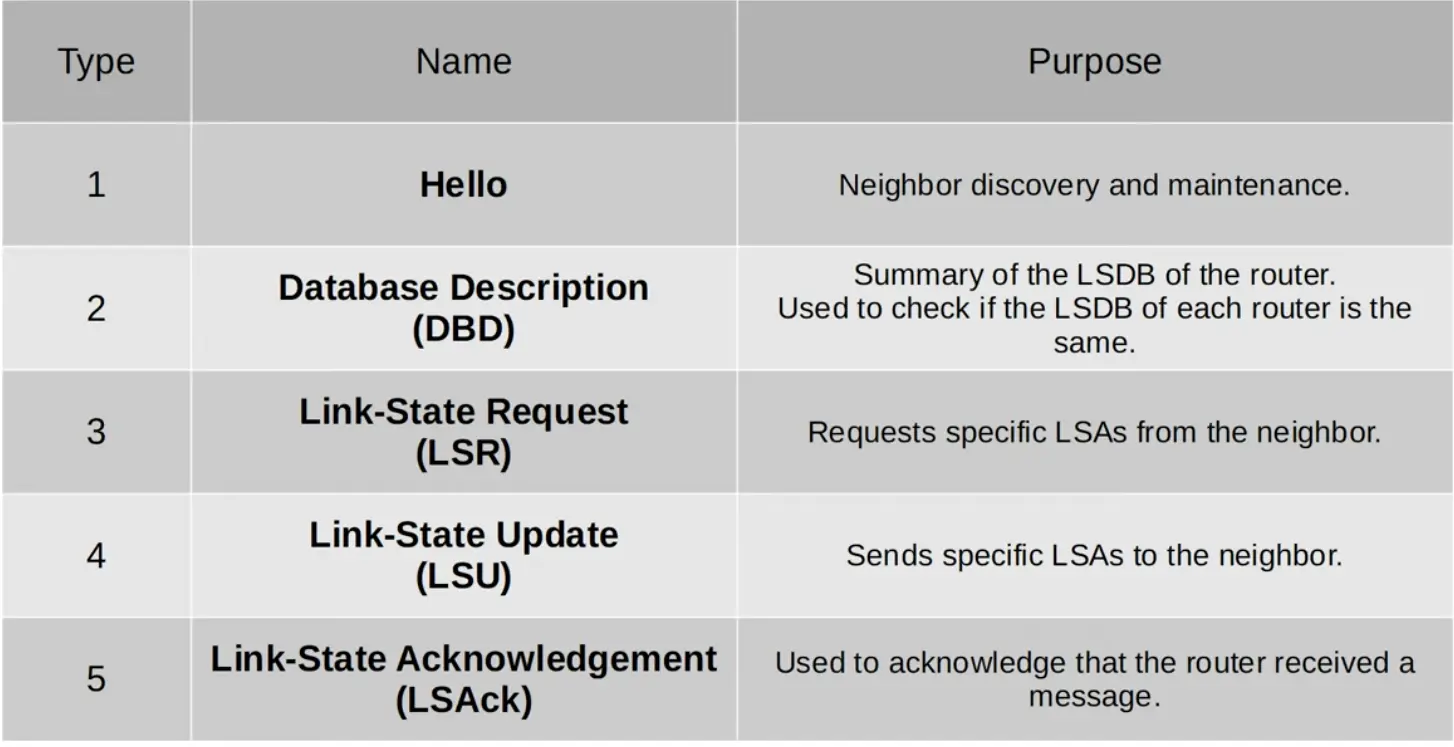 Type
Name
Purpose
1
Hello
Neighbor discovery and maintenance.
2
Database Description
(DBD)
Summary of the LSDB of the router.
Used to check if the LSDB of each router is the
same.
3
Link-State Request
(LSR)
Requests specific LSAs from the neighbor.
4
Link-State Update
(LSU)
Sends specific LSAs to the neighbor.
5
Link-State Acknowledgement
(LSAck)
Used to acknowledge that the router received a
message.